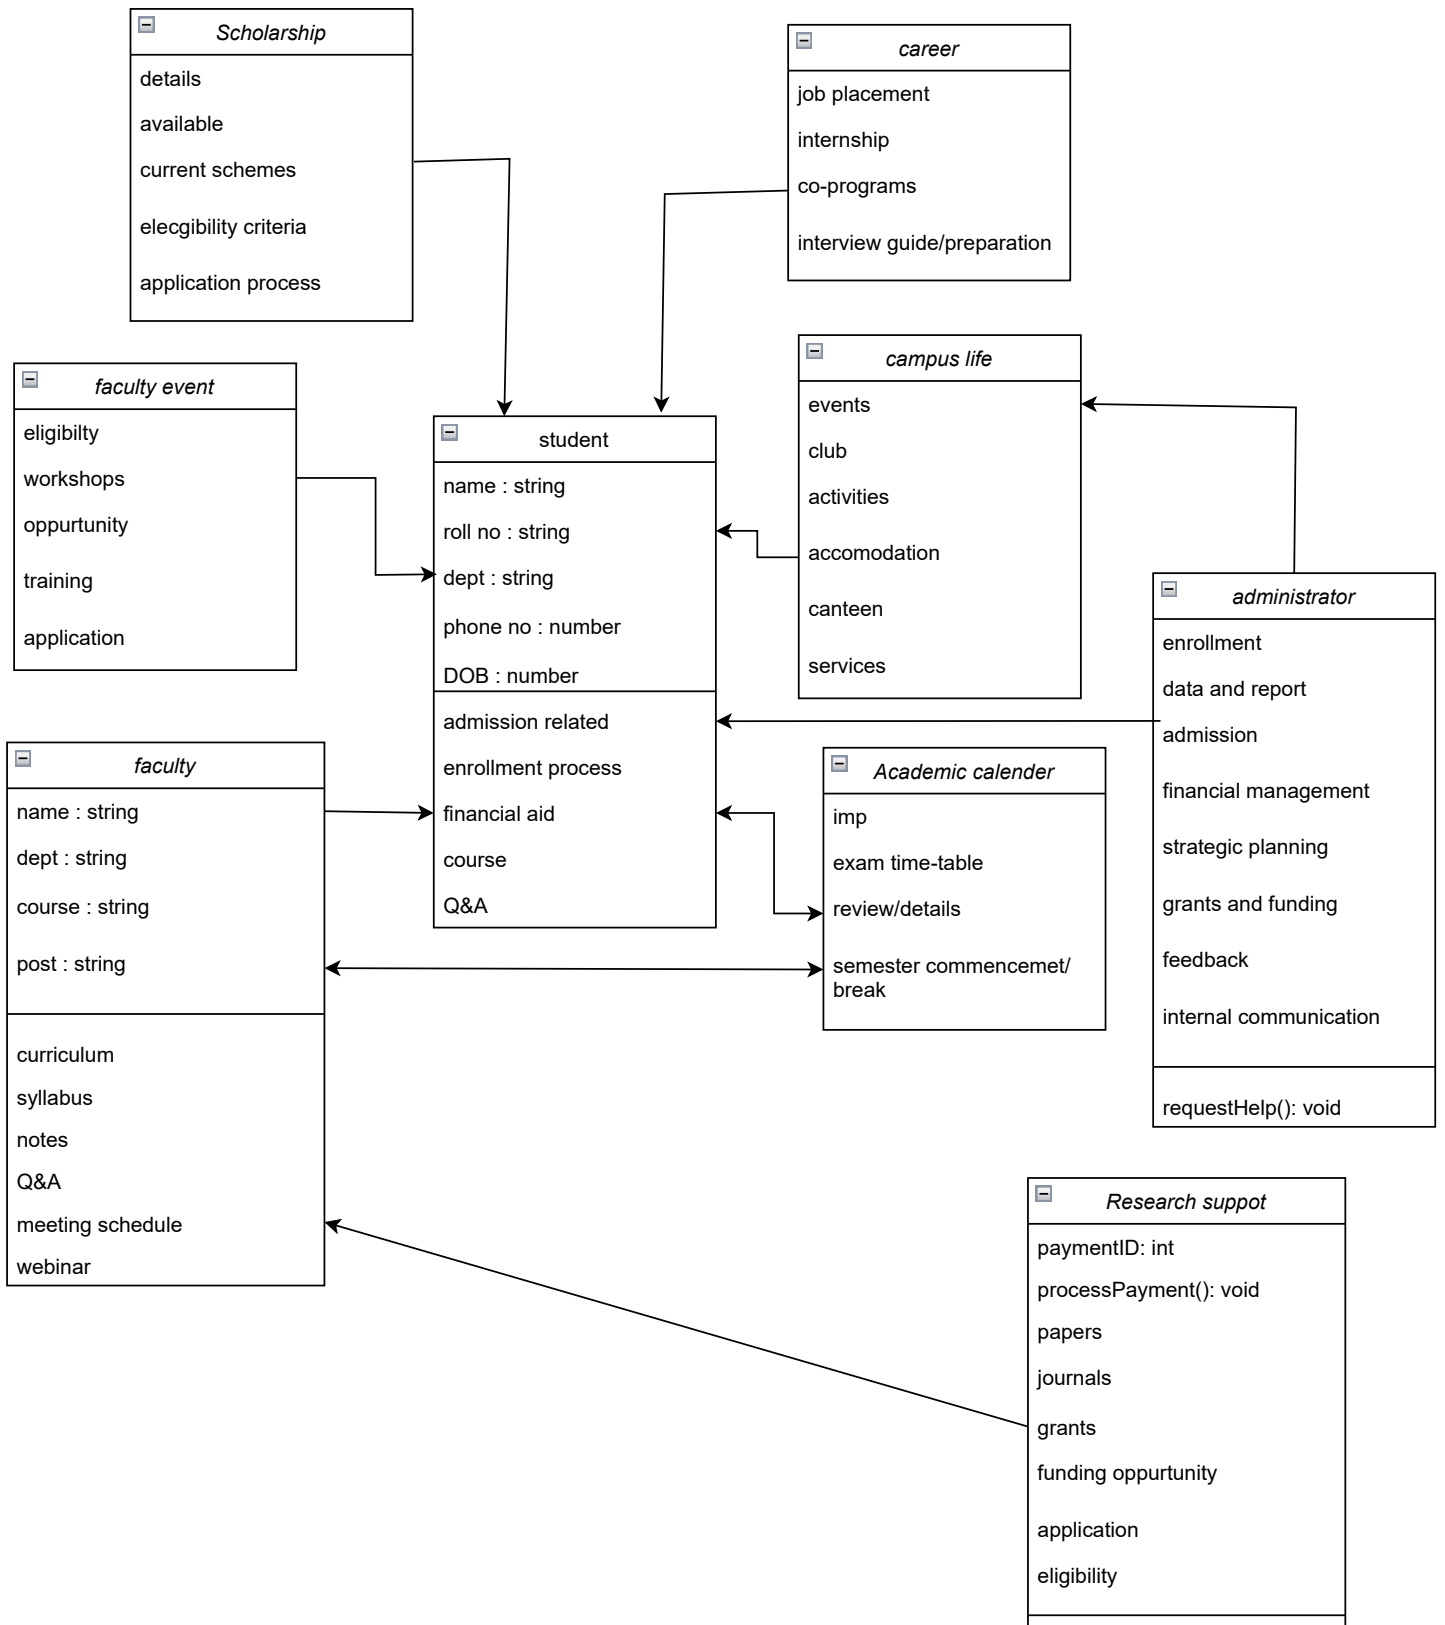 Scholarship
details
available
current schemes
elecgibility criteria
application process
career
job placement
internship
co-programs
interview guide/preparation
faculty event
eligibilty
workshops
oppurtunity
training
application
student
name : string
roll no : string
dept : string
phone no : number
DOB : number
admission related
enrollment process
financial aid
course
Q&A
campus life
events
club
activities
accomodation
canteen
services
administrator
enrollment
data and report
admission
financial management
strategic planning
grants and funding
feedback
internal communication
requestHelp(): void
faculty
name : string
dept : string
course : string
post : string
curriculum
syllabus
notes
Q&A
meeting schedule
webinar
Academic calender
imp
exam time-table
review/details
semester commencemet/
break
Research suppot
paymentID: int
processPayment(): void
papers
journals
grants
funding oppurtunity
application
eligibility